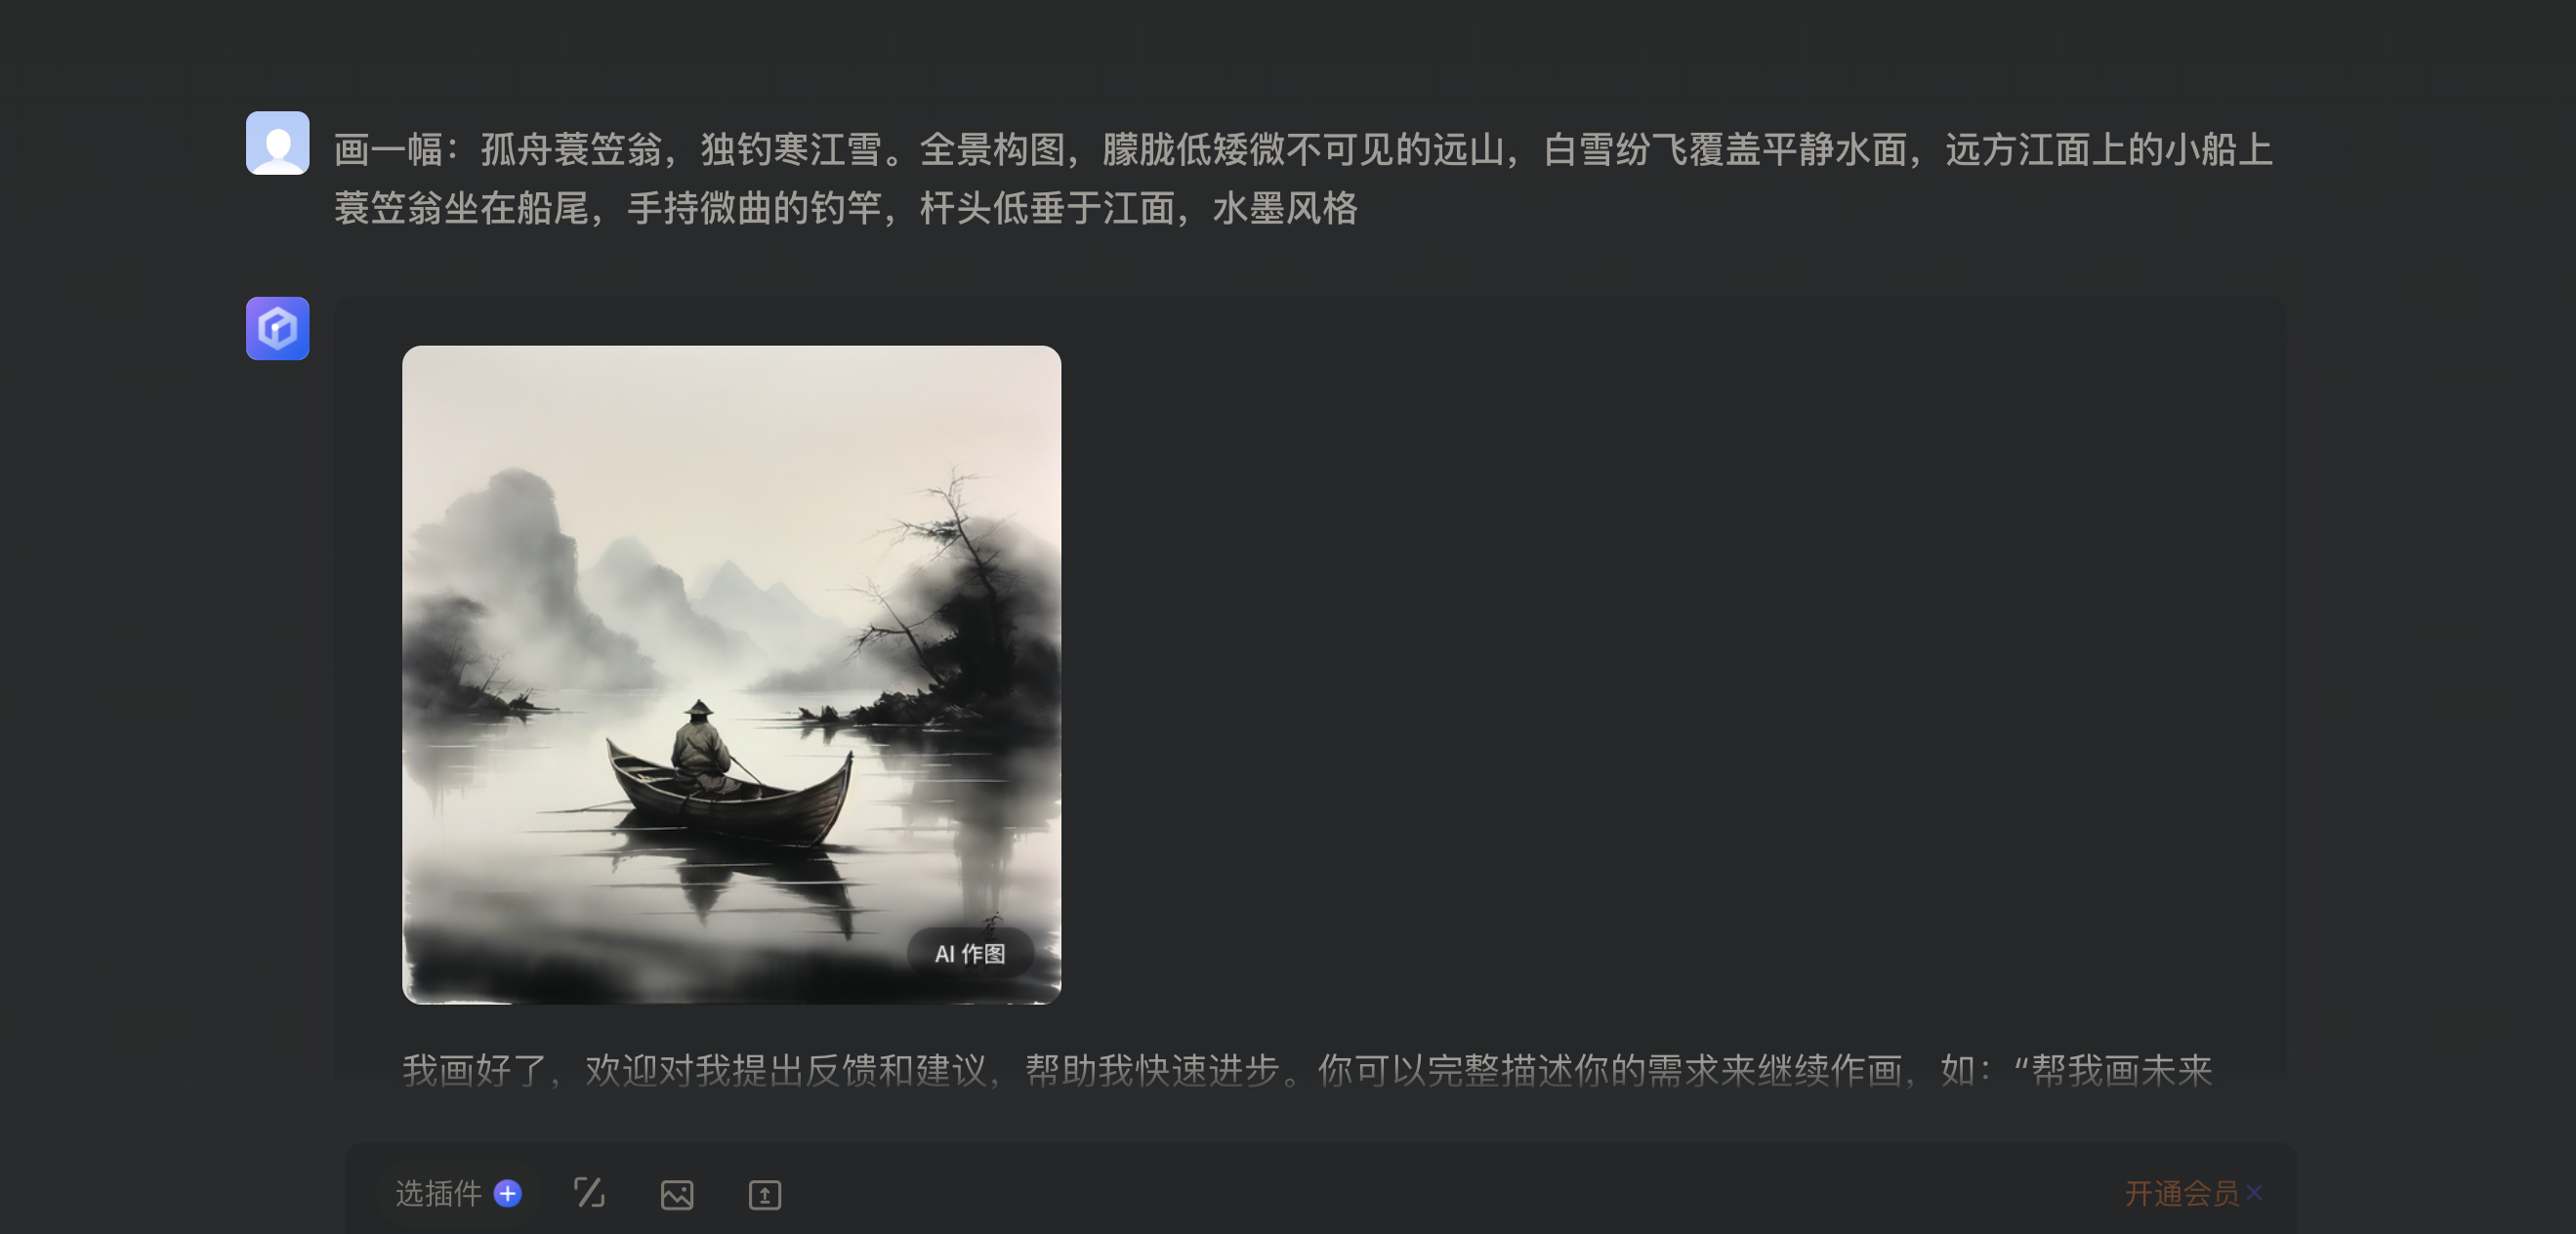 画一幅：孤舟蓑笠翁，独钓寒江雪。全景构图，朦胧低矮微不可见的远山，白雪纷飞覆盖平静水面，远方江面上的小船上
蓑笠翁坐在船尾，手持微曲的钓竿，杆头低垂于江面，水墨风格
AI 作图
我画好了，欢迎对我提出反馈和建议，帮助我快速进步。你可以完整描述你的需求来继续作画，如：“帮我画未来
选插件
开通会员